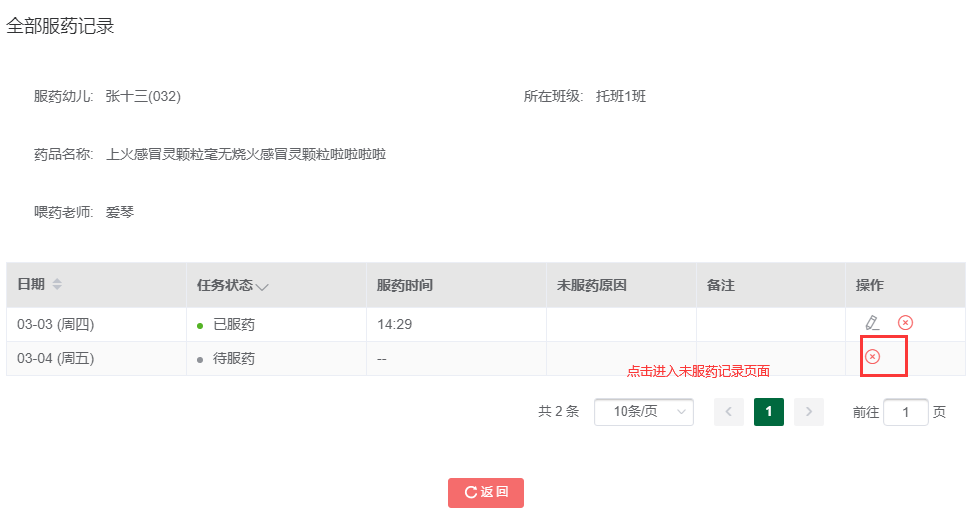 全部服药记录
服药幼儿: 张十三(032) 所在班级: 托班1班
药品名称: 上火感冒灵颗粒毫无烧火感冒灵颗粒啦啦啦啦
喂药老师: 爱琴
日期 任务状态 服药时间 未服药原因 备注 操作
03-03 (周四) 已服药 14:29
03-04 (周五) 待服药 --
点击进入未服药记录页面
共 2 条 10条/页 1 前往 1 页
返回